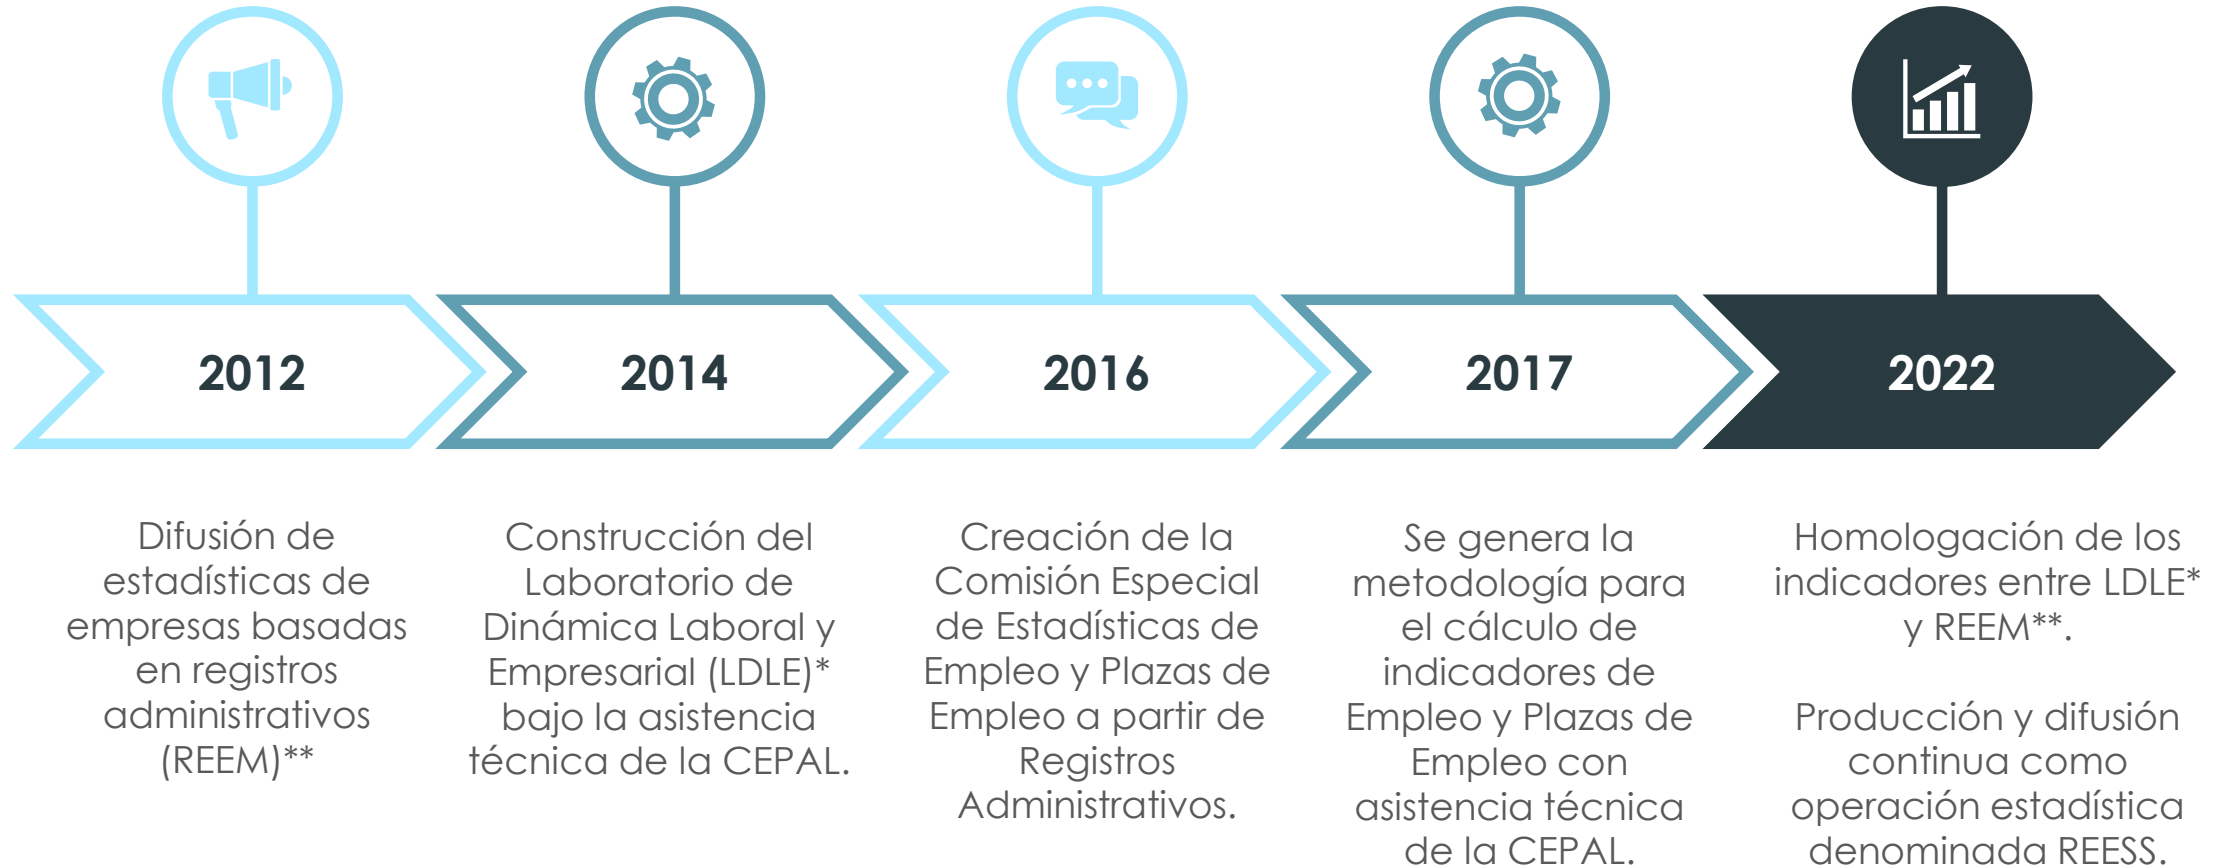 2012
2014
2016
2017
2022
Difusión de
estadísticas de
empresas basadas
en registros
administrativos
(REEM)**
Construcción del
Laboratorio de
Dinámica Laboral y
Empresarial (LDLE)*
bajo la asistencia
técnica de la CEPAL.
Creación de la
Comisión Especial
de Estadísticas de
Empleo y Plazas de
Empleo a partir de
Registros
Administrativos.
Se genera la
metodología para
el cálculo de
indicadores de
Empleo y Plazas de
Empleo con
asistencia técnica
de la CEPAL.
Homologación de los
indicadores entre LDLE*
y REEM**.
Producción y difusión
continua como
operación estadística
denominada REESS.